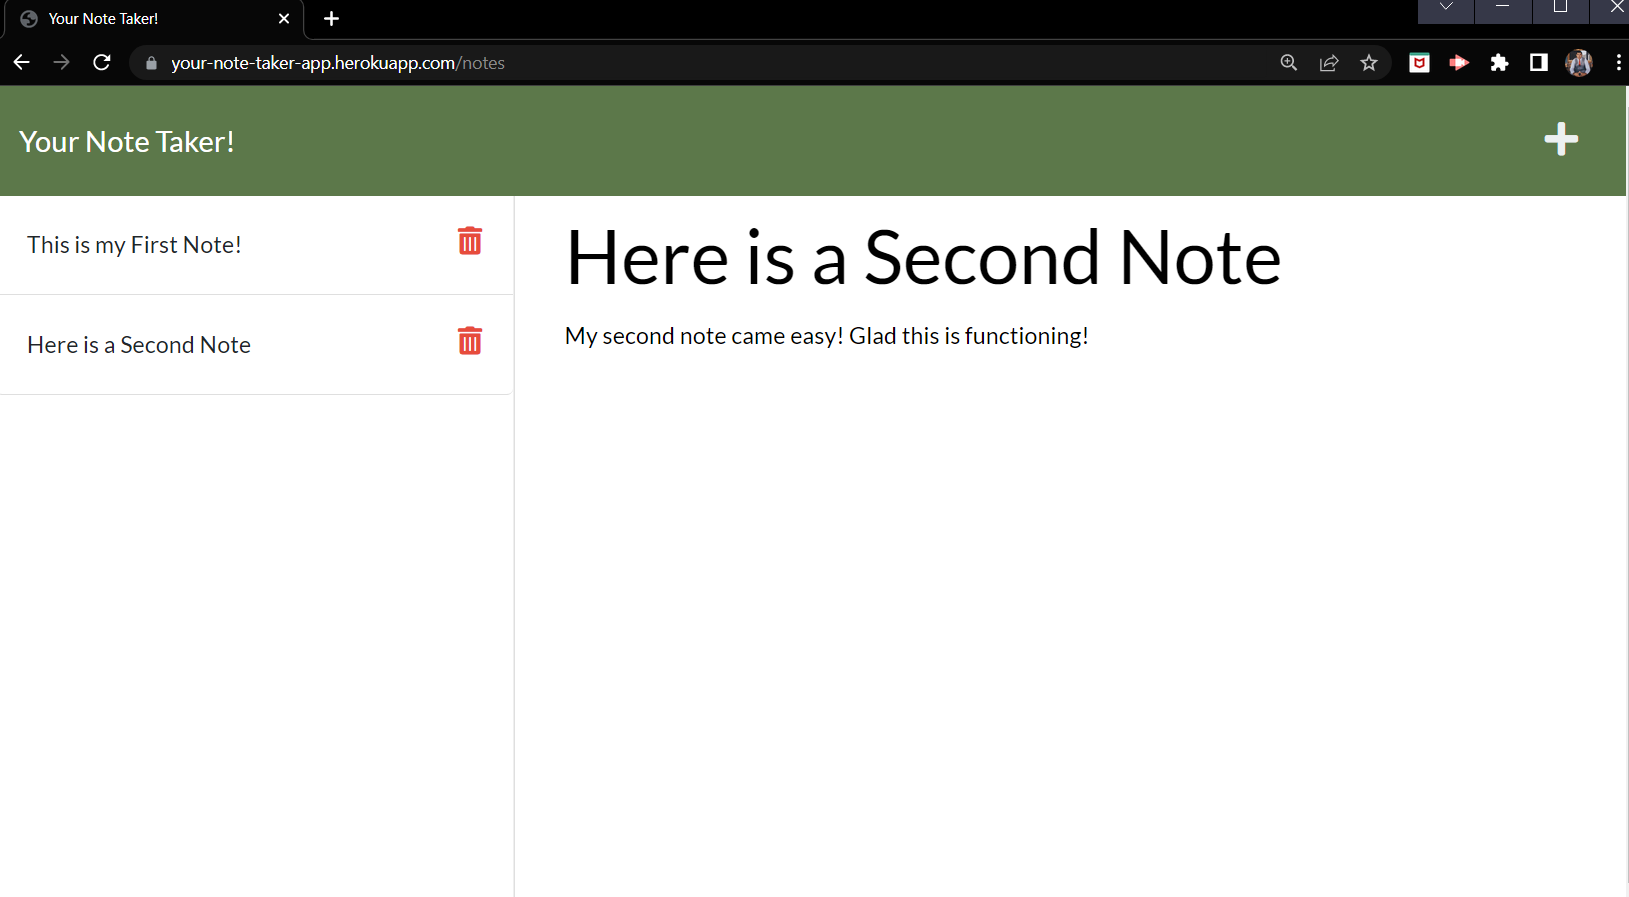 Your Note Taker!
your-note-taker-app.herokuapp.com/notes
Your Note Taker!
This is my First Note!
Here is a Second Note
Here is a Second Note
My second note came easy! Glad this is functioning!